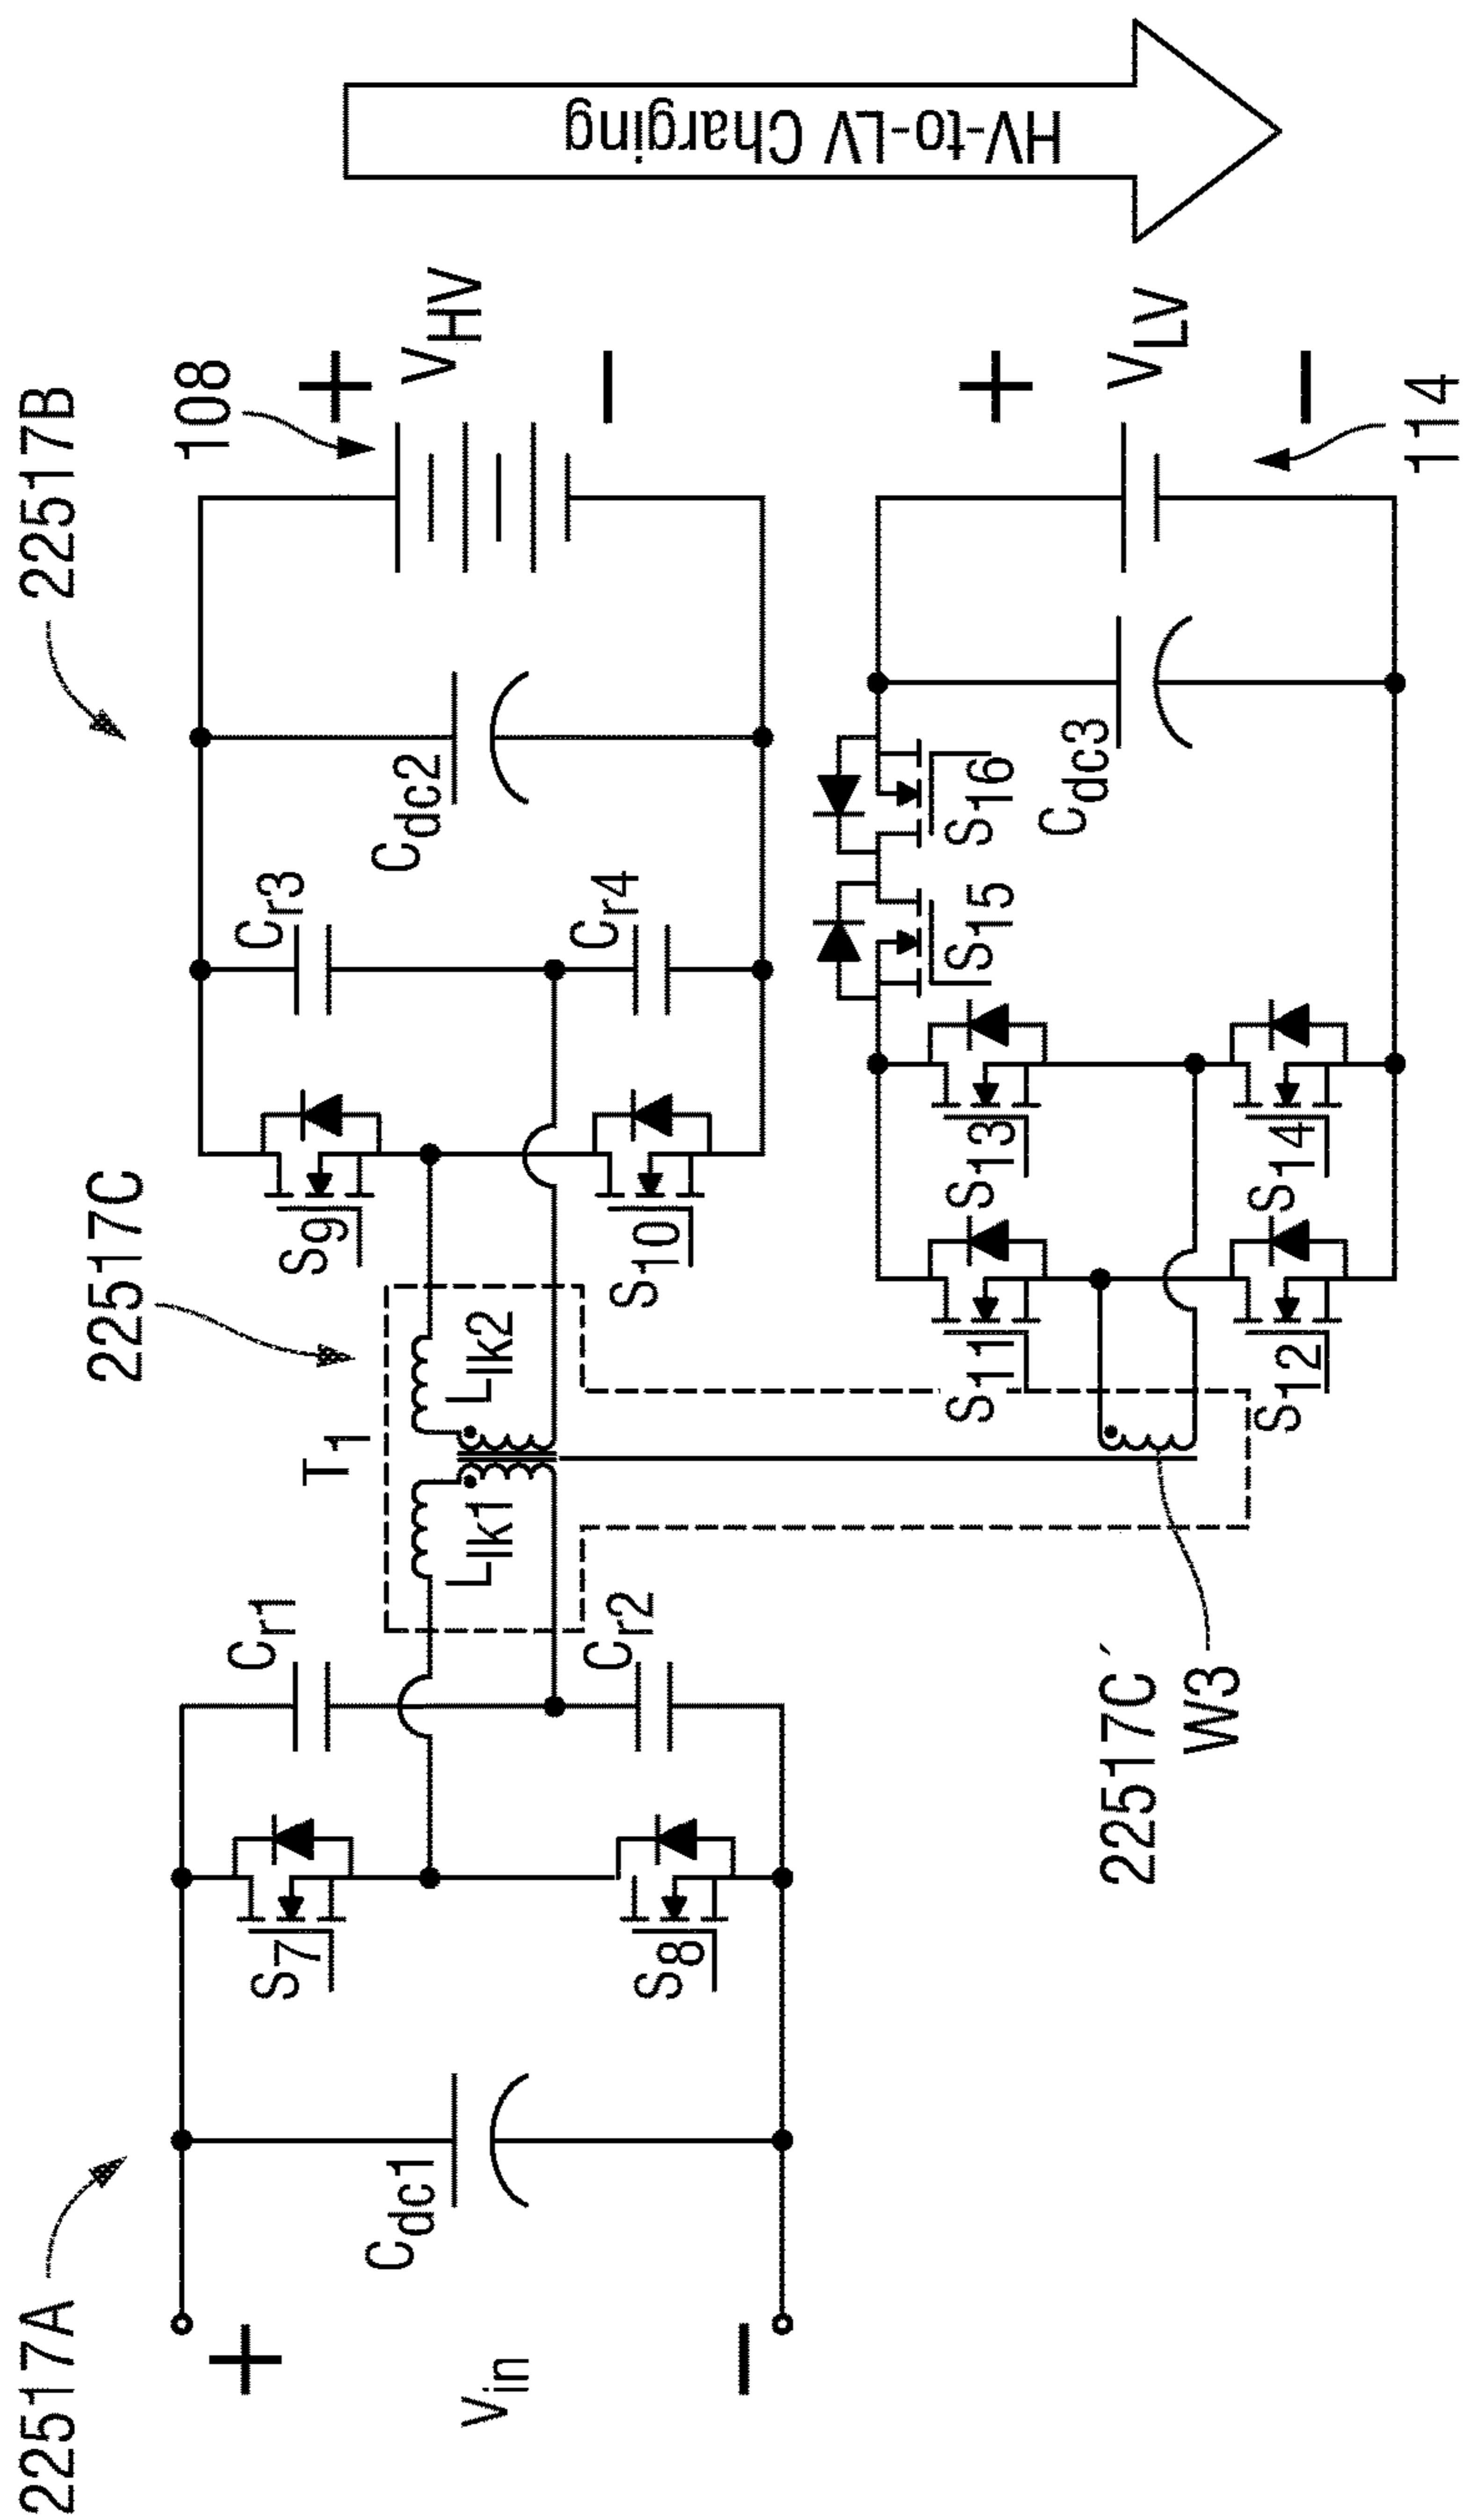 22517A
22517B
22517C
108
+
V_HV
−
HV-to-LV Charging
+
V_in
−
C_dc1
S_7
S_8
C_r1
C_r2
T_1
L_lk1
L_lk2
S_9
S_10
C_r3
C_r4
C_dc2
22517C′
W3
S_11
S_12
S_13
S_14
S_15
S_16
C_dc3
+
V_LV
−
114